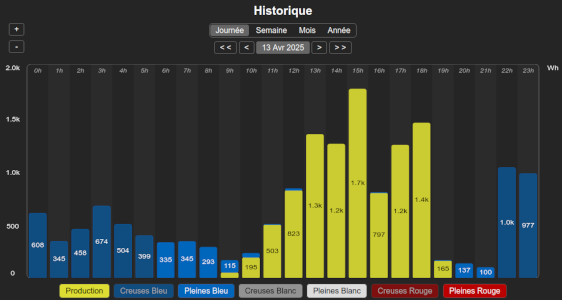 Historique
+ Journée Semaine Mois Année
- < < < 13 Avr 2025 > > >
2.0k 0h 1h 2h 3h 4h 5h 6h 7h 8h 9h 10h 11h 12h 13h 14h 15h 16h 17h 18h 19h 20h 21h 22h 23h Wh
1.5k
1.7k
1.0k
1.3k 1.4k
1.2k 1.2k
1.0k
500 823 797 977
608 674 504 503
345 458 399 335 345 293 115 195 165 137 100
0
Production Creuses Bleu Pleines Bleu Creuses Blanc Pleines Blanc Creuses Rouge Pleines Rouge